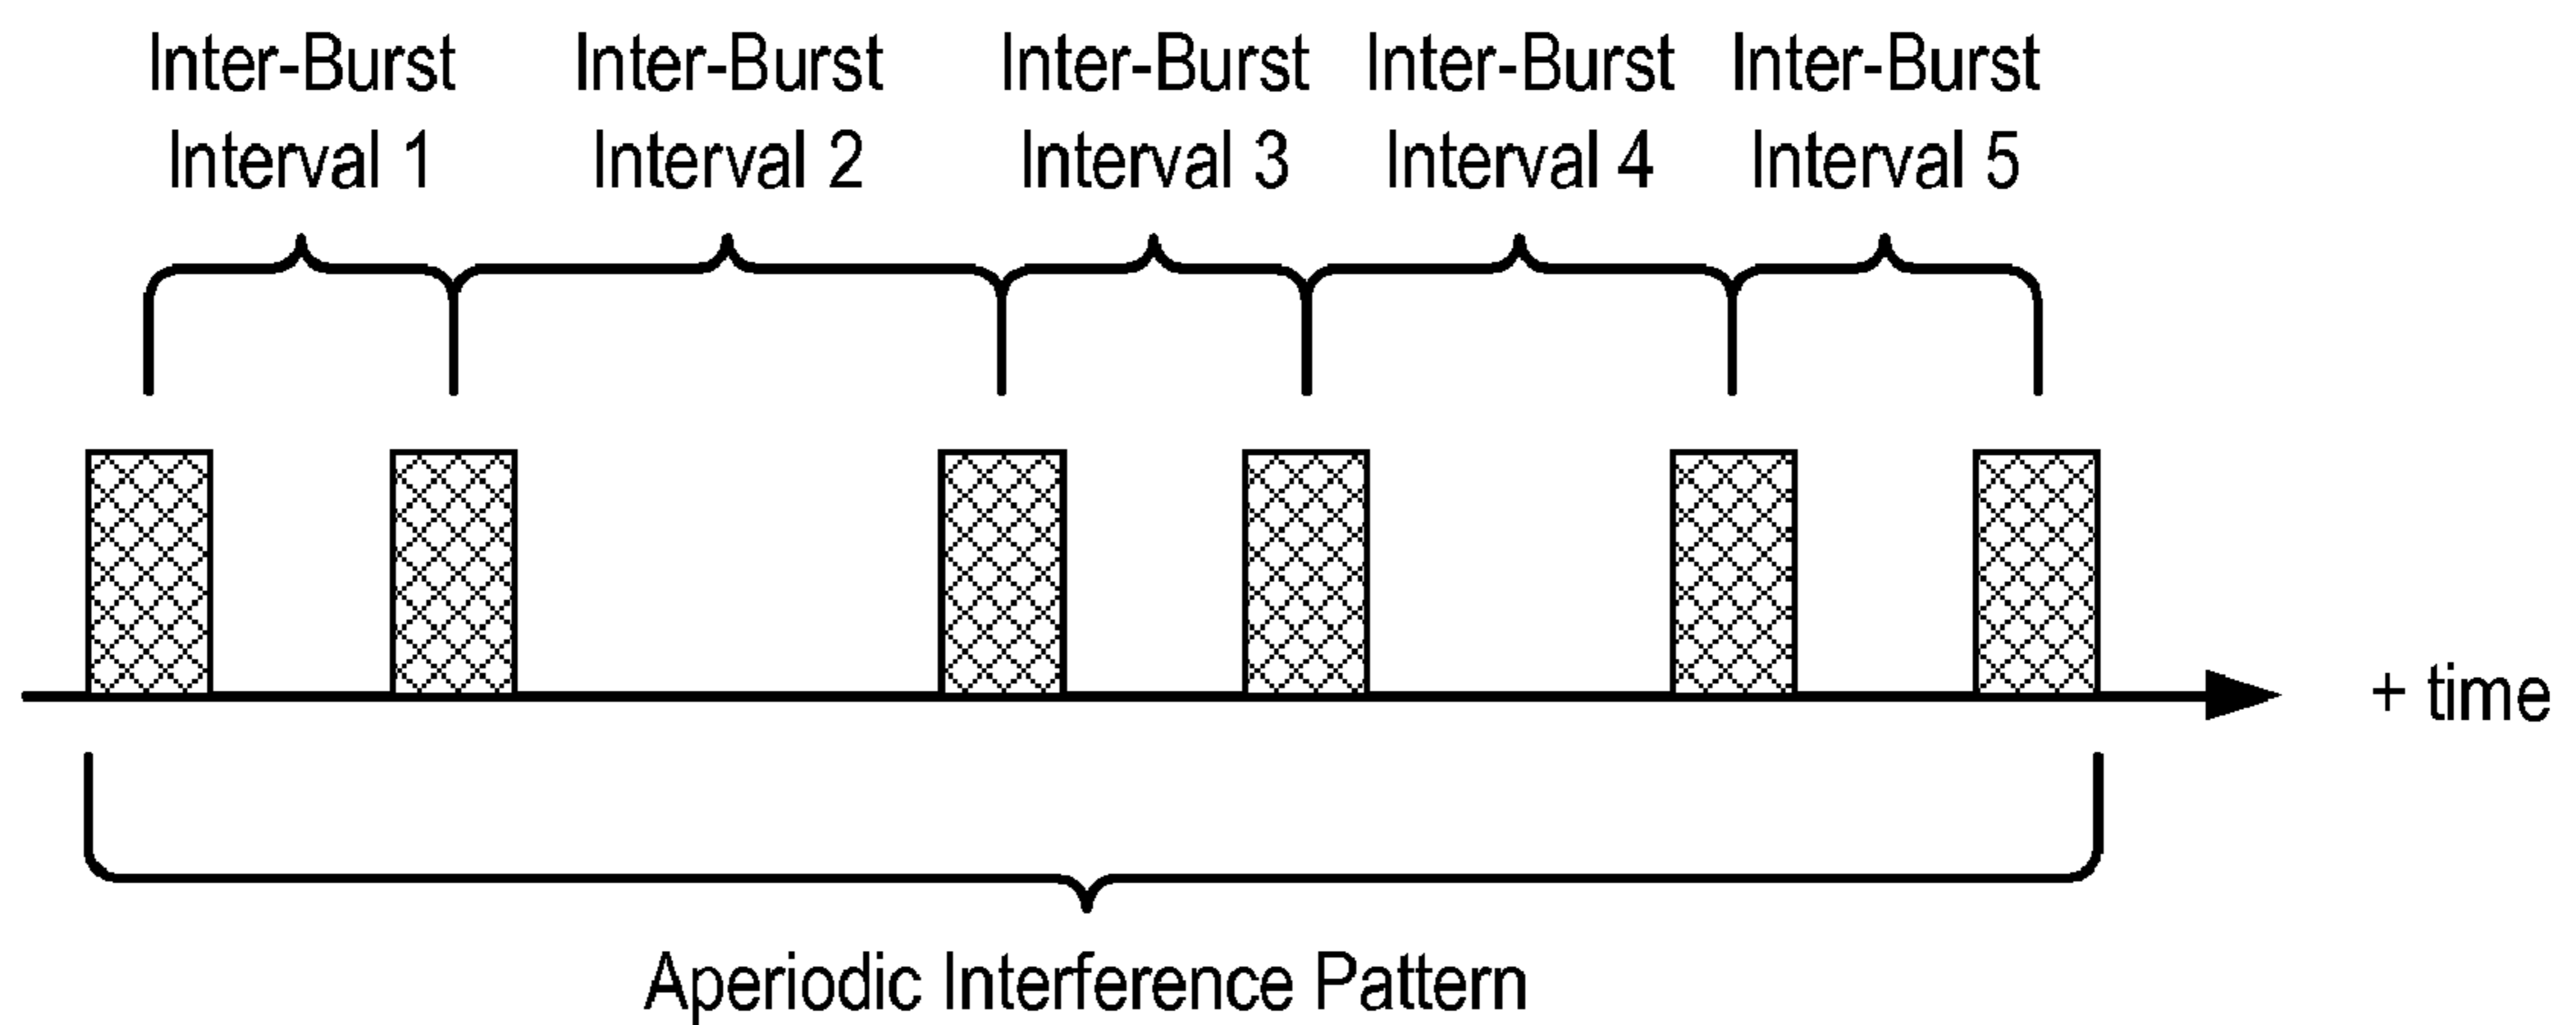 Inter-Burst
Interval 1
Inter-Burst
Interval 2
Inter-Burst
Interval 3
Inter-Burst
Interval 4
Inter-Burst
Interval 5
+ time
Aperiodic Interference Pattern